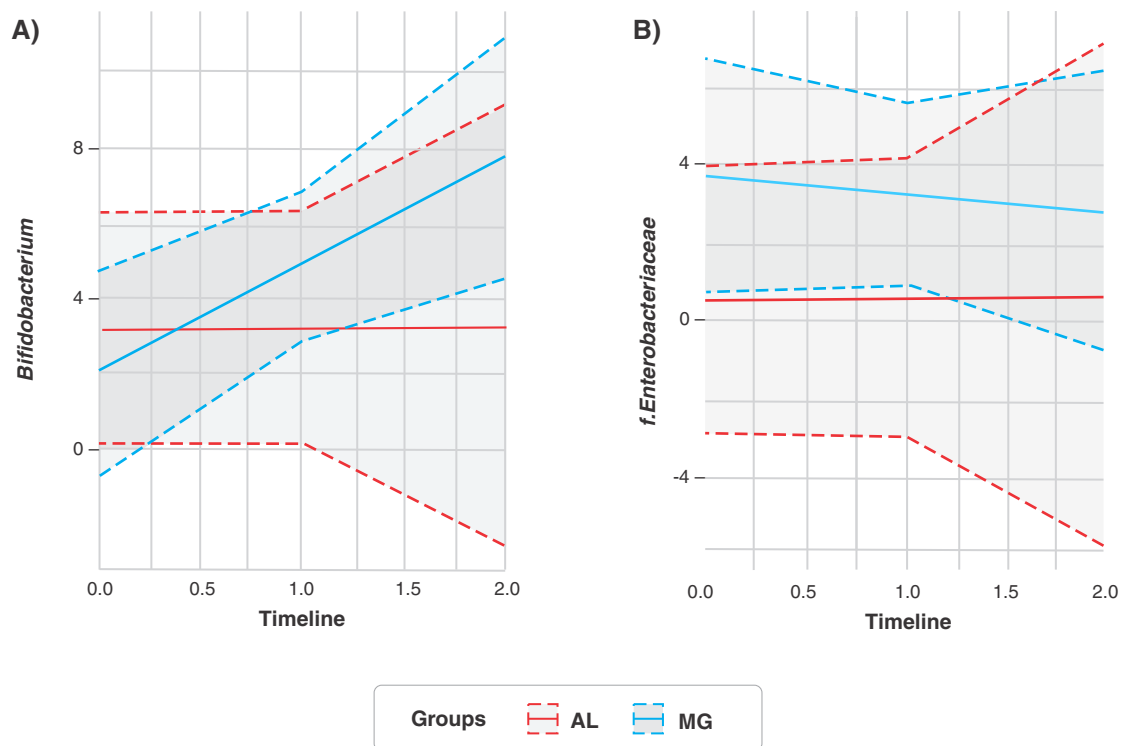 A)
B)
8
4
0
Bifidobacterium
0.0 0.5 1.0 1.5 2.0
Timeline
4
0
-4
f.Enterobacteriaceae
0.0 0.5 1.0 1.5 2.0
Timeline
Groups AL MG